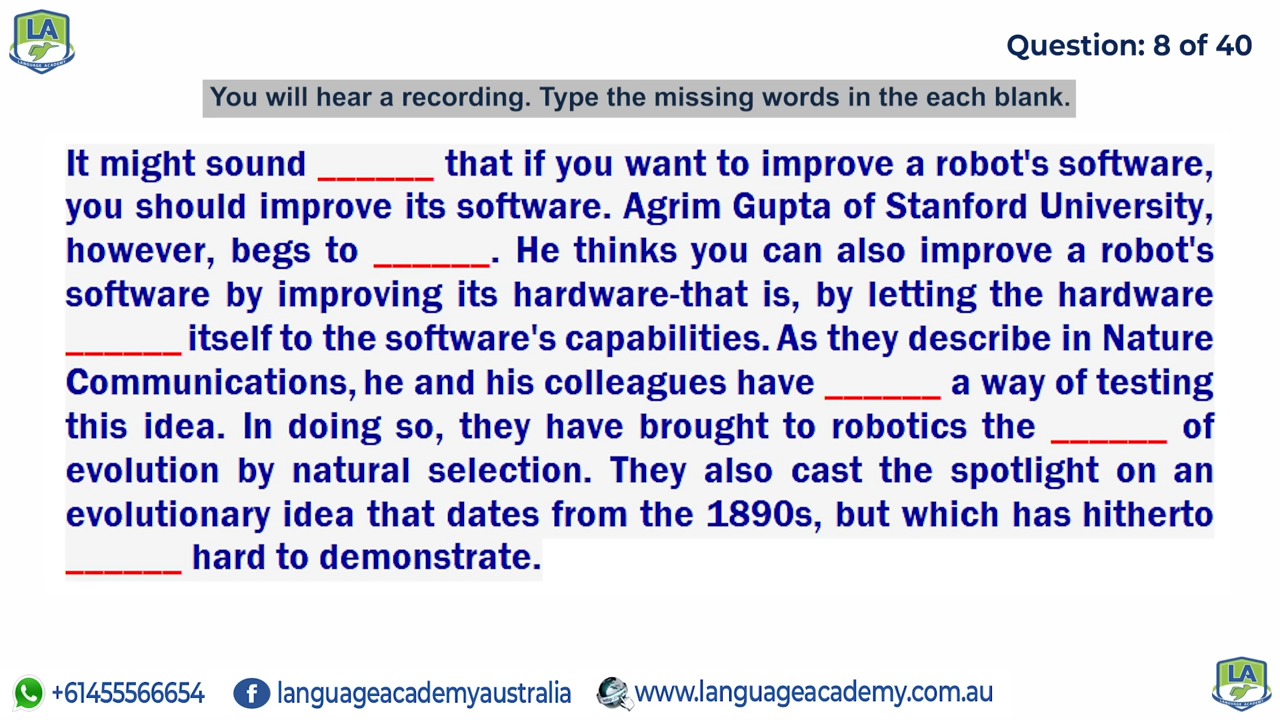 LA
LANGUAGE ACADEMY
Question: 8 of 40
You will hear a recording. Type the missing words in the each blank.
It might sound ______ that if you want to improve a robot's software,
you should improve its software. Agrim Gupta of Stanford University,
however, begs to ______. He thinks you can also improve a robot's
software by improving its hardware-that is, by letting the hardware
______ itself to the software's capabilities. As they describe in Nature
Communications, he and his colleagues have ______ a way of testing
this idea. In doing so, they have brought to robotics the ______ of
evolution by natural selection. They also cast the spotlight on an
evolutionary idea that dates from the 1890s, but which has hitherto
______ hard to demonstrate.
+61455566654 languageacademyaustralia www.languageacademy.com.au
LA
LANGUAGE ACADEMY